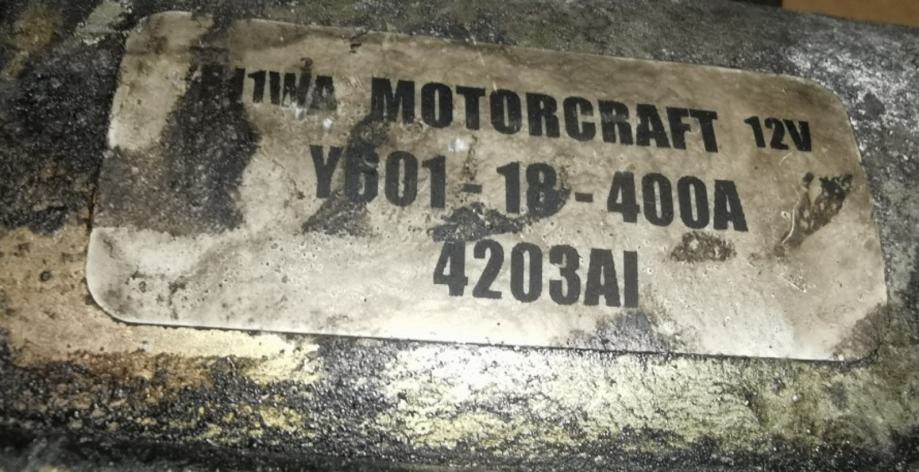 MOTORCRAFT 12V
Y601-18-400A
4203AI